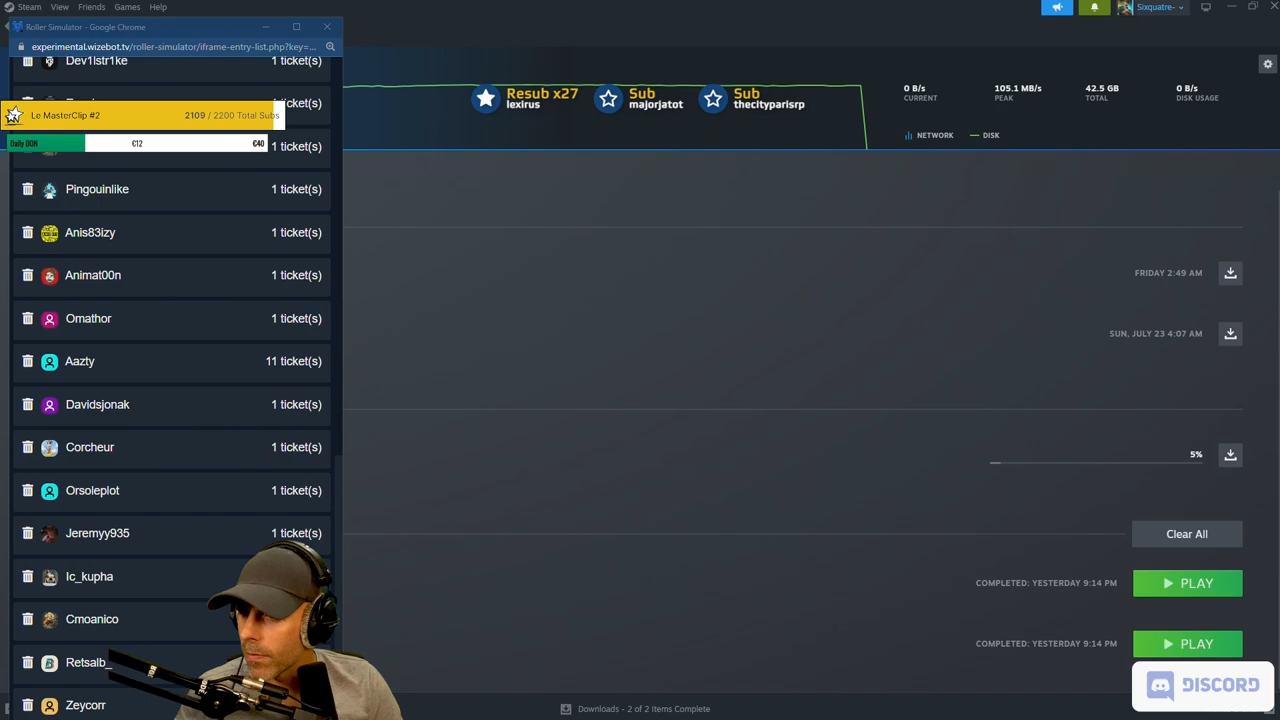 Steam View Friends Games Help
Sixquatre-
Roller Simulator - Google Chrome
experimental.wizebot.tv/roller-simulator/iframe-entry-list.php?key=...
Dev1lstr1ke 1 ticket(s)
Le MasterClip #2 2109 / 2200 Total Subs
Daily DON €12 €40
1 ticket(s)
Pingouinlike 1 ticket(s)
Anis83izy 1 ticket(s)
Animat00n 1 ticket(s)
Omathor 1 ticket(s)
Aazty 11 ticket(s)
Davidsjonak 1 ticket(s)
Corcheur 1 ticket(s)
Orsoleplot 1 ticket(s)
Jeremyy935 1 ticket(s)
Cmoanico
Zeycorr
Resub x27
lexirus
Sub
majorjatot
Sub
thecityparisrp
0 B/s
CURRENT
105.1 MB/s
PEAK
42.5 GB
TOTAL
0 B/s
DISK USAGE
NETWORK DISK
FRIDAY 2:49 AM
SUN, JULY 23 4:07 AM
5%
Clear All
COMPLETED: YESTERDAY 9:14 PM PLAY
COMPLETED: YESTERDAY 9:14 PM PLAY
DISCORD
Downloads - 2 of 2 Items Complete